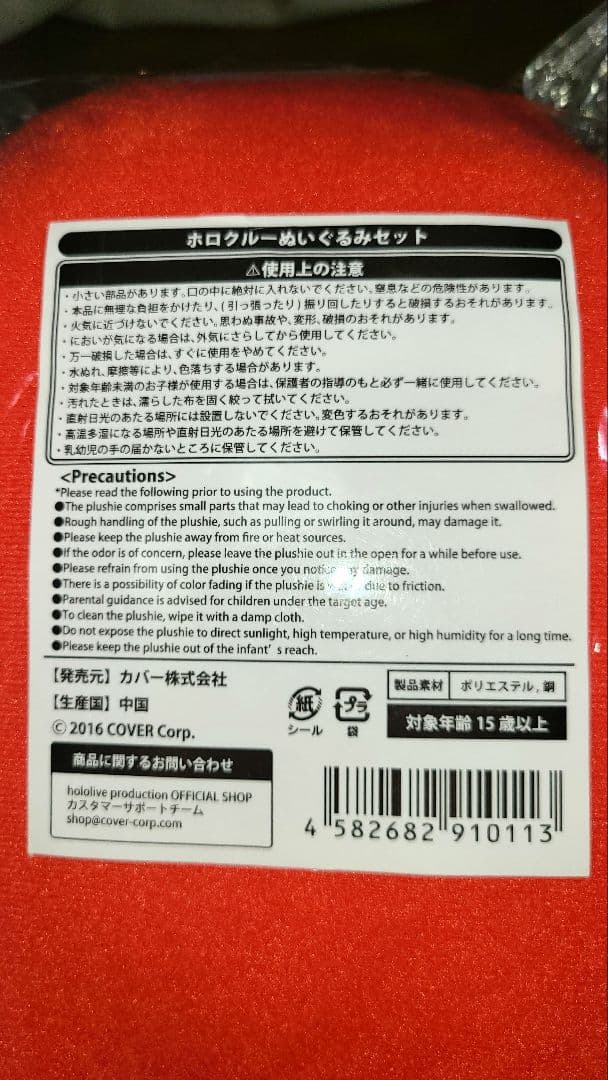 ホロクルーぬいぐるみセット
⚠使用上の注意
・小さい部品があります。口の中に絶対に入れないでください。窒息などの危険性があります。
・本品に無理な負担をかけたり、(引っ張ったり)振り回したりすると破損するおそれがあります。
・火気に近づけないでください。思わぬ事故や、変形、破損のおそれがあります。
・においが気になる場合は、外気にさらしてから使用してください。
・万一破損した場合は、すぐに使用をやめてください。
・水ぬれ、摩擦等により、色落ちする場合があります。
・対象年齢未満のお子様が使用する場合は、保護者の指導のもと必ず一緒に使用してください。
・汚れたときは、濡らした布を固く絞って拭いてください。
・直射日光のあたる場所には設置しないでください。変色するおそれがあります。
・高温多湿になる場所や直射日光のあたる場所を避けて保管してください。
・乳幼児の手の届かないところに保管してください。
<Precautions>
*Please read the following prior to using the product.
●The plushie comprises small parts that may lead to choking or other injuries when swallowed.
●Rough handling of the plushie, such as pulling or swirling it around, may damage it.
●Please keep the plushie away from fire or heat sources.
●If the odor is of concern, please leave the plushie out in the open for a while before use.
●Please refrain from using the plushie once you notice any damage.
●There is a possibility of color fading if the plushie is due to friction.
●Parental guidance is advised for children under the target age.
●To clean the plushie, wipe it with a damp cloth.
●Do not expose the plushie to direct sunlight, high temperature, or high humidity for a long time.
●Please keep the plushie out of the infant's reach.
【発売元】カバー株式会社
【生産国】中国
© 2016 COVER Corp.
紙
シール
プラ
袋
製品素材 ポリエステル, 鋼
対象年齢15歳以上
商品に関するお問い合わせ
hololive production OFFICIAL SHOP
カスタマーサポートチーム
shop@cover-corp.com
4 582682 910113